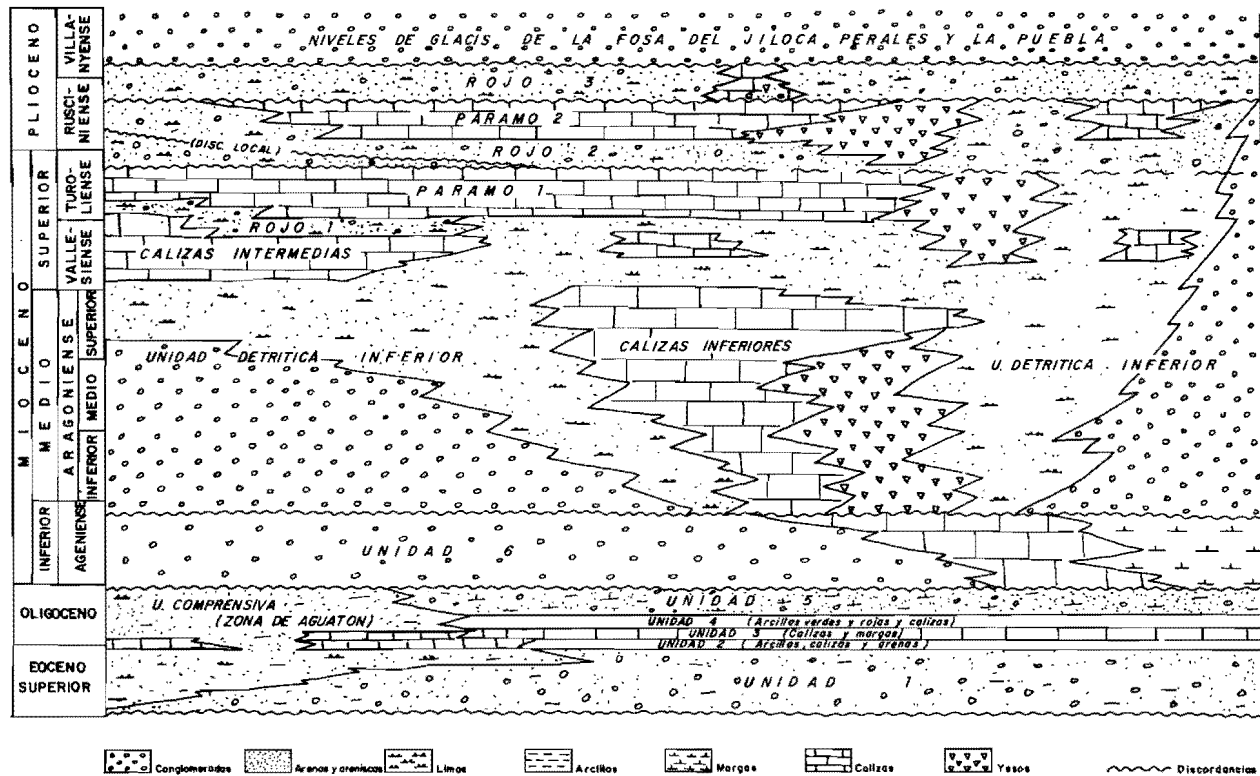 PLIOCENO
VILLA-
NYENSE
RUSCI-
NIENSE
MIOCENO
SUPERIOR
TURO-
LIENSE
VALLE-
SIENSE
MEDIO
ARAGONIENSE
SUPERIOR
MEDIO
INFERIOR
INFERIOR
AGENIENSE
OLIGOCENO
EOCENO
SUPERIOR
NIVELES DE GLACIS DE LA FOSA DEL JILOCA PERALES Y LA PUEBLA
ROJO 3
PARAMO 2
(DISC. LOCAL)
ROJO 2
PARAMO 1
ROJO 1
CALIZAS INTERMEDIAS
CALIZAS INFERIORES
UNIDAD DETRITICA INFERIOR
U. DETRITICA INFERIOR
UNIDAD 6
U. COMPRENSIVA
(ZONA DE AGUATON)
UNIDAD 5
UNIDAD 4 (Arcillas verdes y rojas y calizas)
UNIDAD 3 (Calizas y margas)
UNIDAD 2 (Arcillas, calizas y arenas)
UNIDAD 1
Conglomerados
Arenas y areniscas
Limos
Arcillas
Margas
Calizas
Yesos
Discordancias